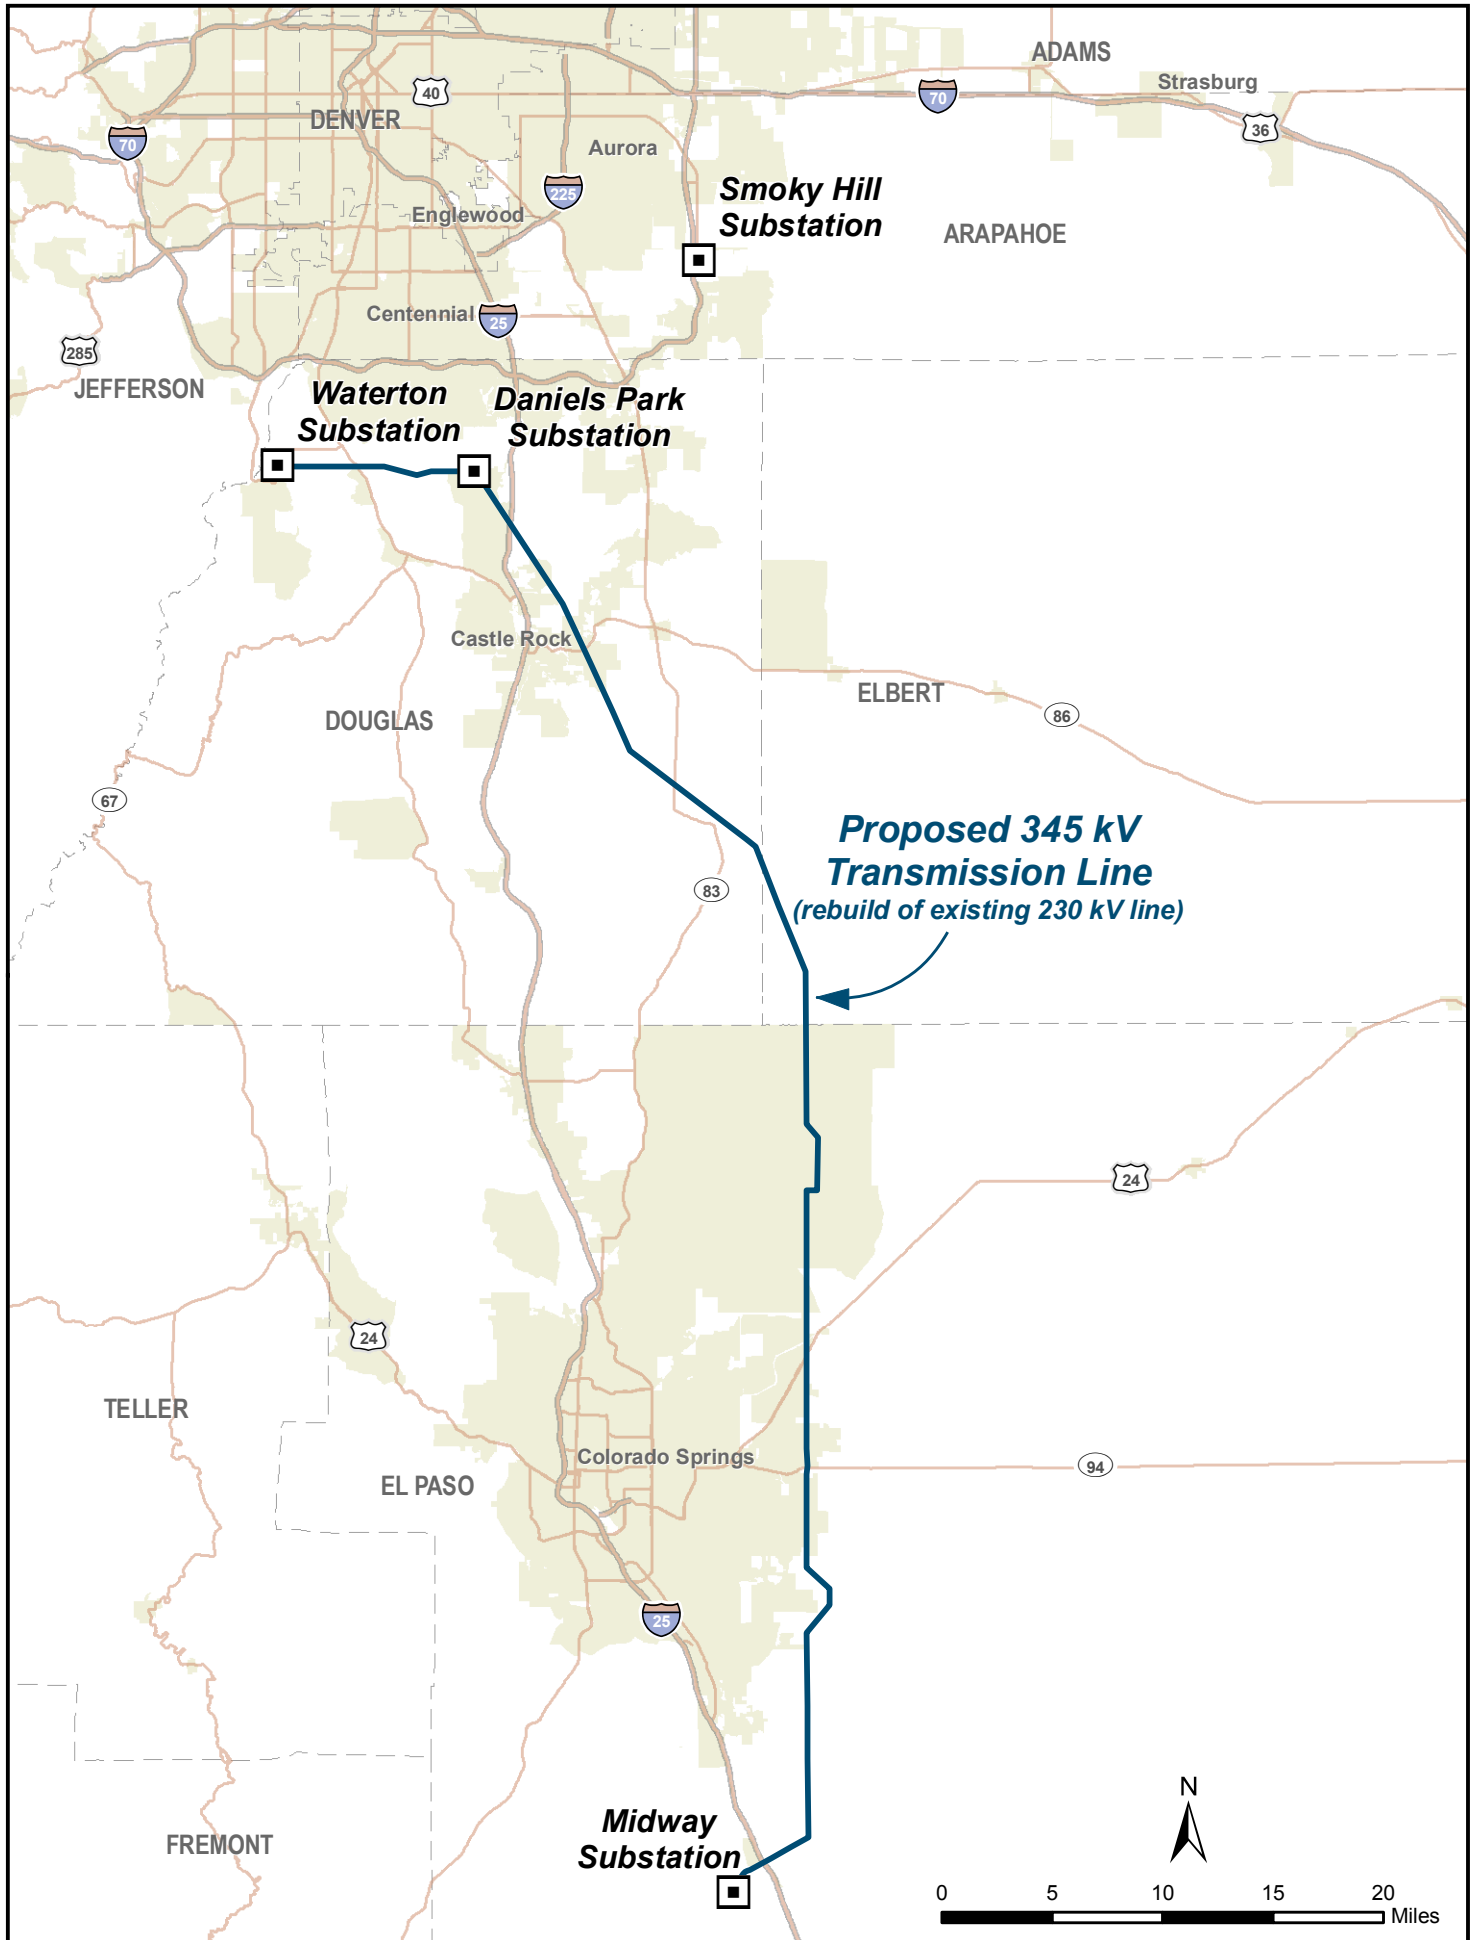 ADAMS
Strasburg
40
70
DENVER
36
70
Aurora
225
Smoky Hill
Substation
Englewood
ARAPAHOE
Centennial
25
285
JEFFERSON
Waterton
Substation
Daniels Park
Substation
Castle Rock
ELBERT
86
DOUGLAS
67
Proposed 345 kV
Transmission Line
(rebuild of existing 230 kV line)
83
24
24
TELLER
Colorado Springs
94
EL PASO
25
N
Midway
Substation
FREMONT
0 5 10 15 20
Miles